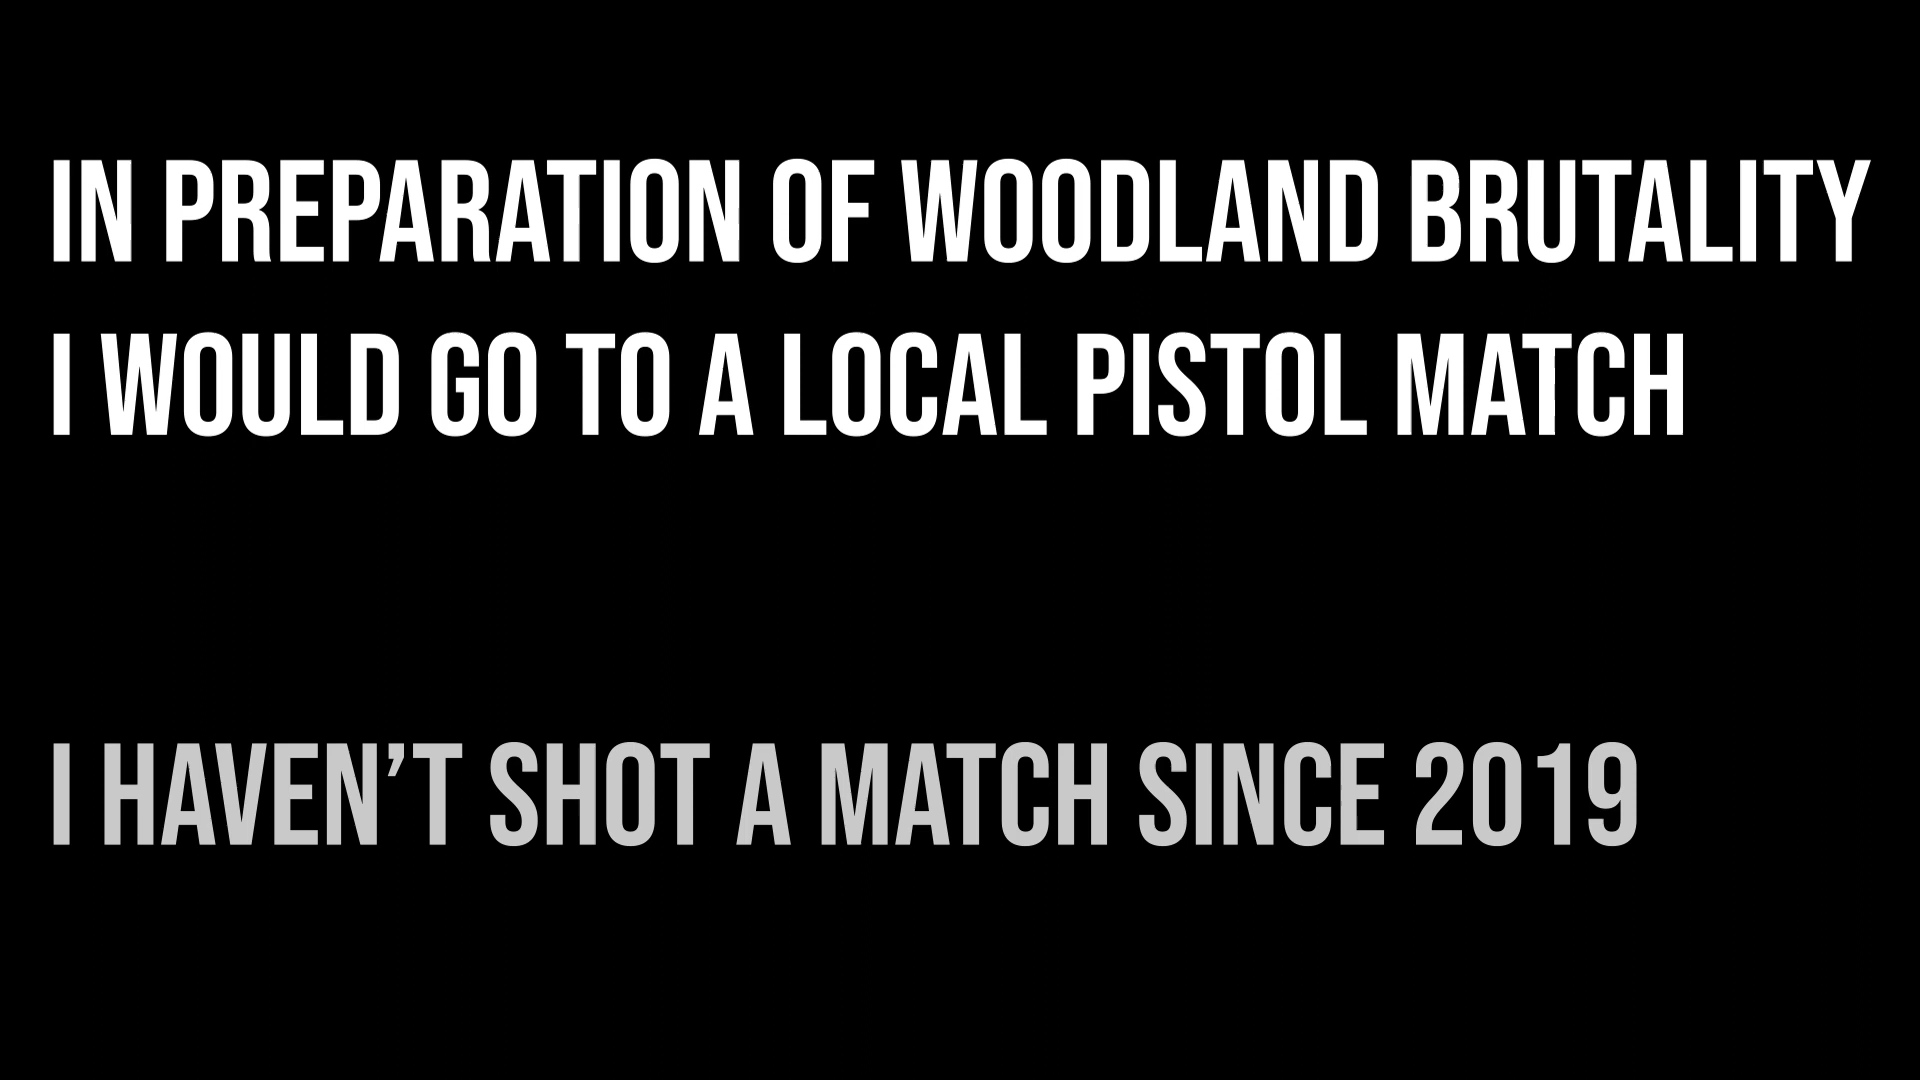 IN PREPARATION OF WOODLAND BRUTALITY
I WOULD GO TO A LOCAL PISTOL MATCH
I HAVEN’T SHOT A MATCH SINCE 2019